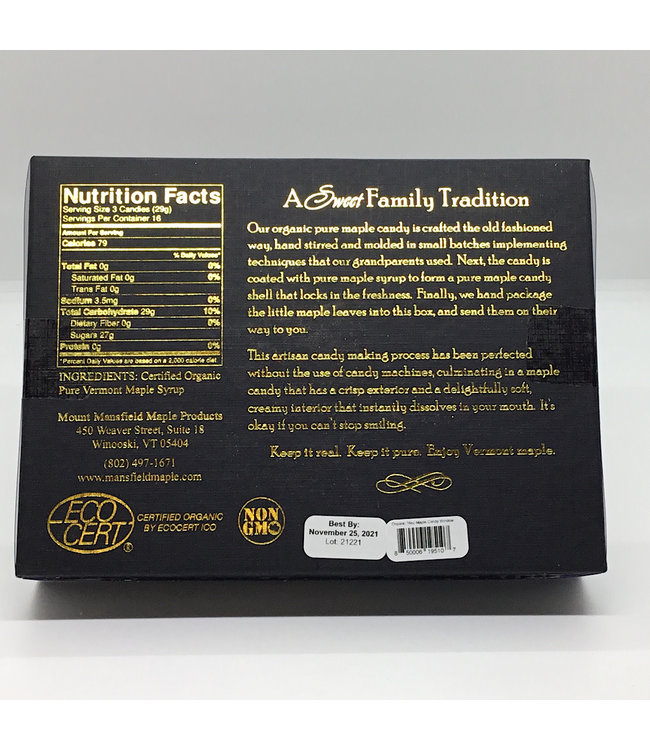 Nutrition Facts
Serving Size 3 Candies (29g)
Servings Per Container 16
Amount Per Serving
Calories 79
% Daily Value*
Total Fat 0g 0%
Saturated Fat 0g 0%
Trans Fat 0g
Sodium 3.5mg 0%
Total Carbohydrate 29g 10%
Dietary Fiber 0g 0%
Sugars 27g
Protein 0g 0%
*Percent Daily Values are based on a 2,000 calorie diet.
INGREDIENTS: Certified Organic
Pure Vermont Maple Syrup
Mount Mansfield Maple Products
450 Weaver Street, Suite 18
Winooski, VT 05404
(802) 497-1671
www.mansfieldmaple.com
ECO
CERT
®
CERTIFIED ORGANIC
BY ECOCERT ICO
NON
GMO
A Sweet Family Tradition
Our organic pure maple candy is crafted the old fashioned
way, hand stirred and molded in small batches implementing
techniques that our grandparents used. Next, the candy is
coated with pure maple syrup to form a pure maple candy
shell that locks in the freshness. Finally, we hand package
the little maple leaves into this box, and send them on their
way to you.
This artisan candy making process has been perfected
without the use of candy machines, culminating in a maple
candy that has a crisp exterior and a delightfully soft,
creamy interior that instantly dissolves in your mouth. It's
okay if you can't stop smiling.
Keep it real. Keep it pure. Enjoy Vermont maple.
Best By:
November 25, 2021
Lot: 21221
Maple Candy Window
8 50006 19510 7